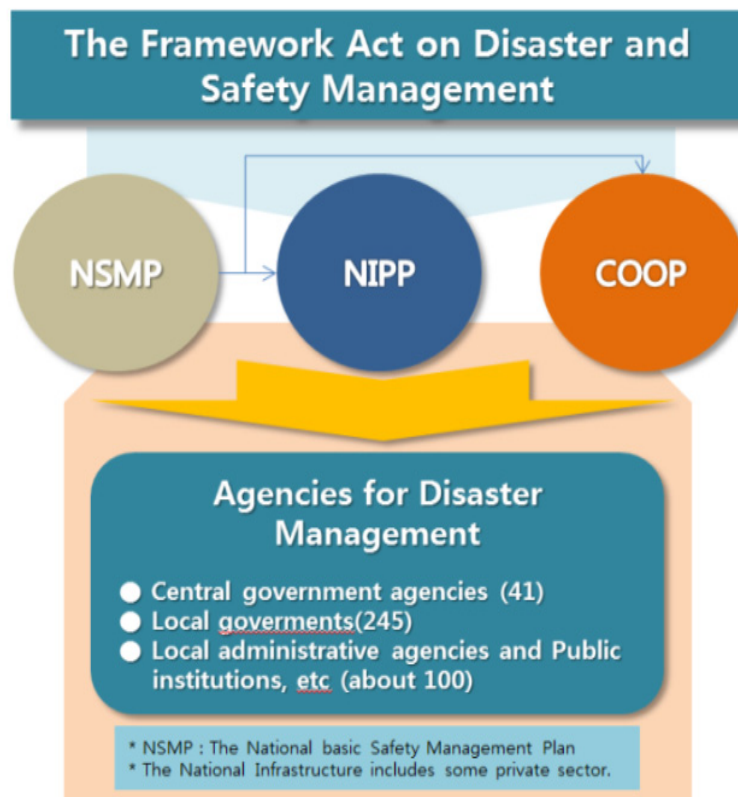 The Framework Act on Disaster and
Safety Management
NSMP
NIPP
COOP
Agencies for Disaster
Management
● Central government agencies (41)
● Local goverments(245)
● Local administrative agencies and Public
institutions, etc (about 100)
* NSMP : The National basic Safety Management Plan
* The National Infrastructure includes some private sector.